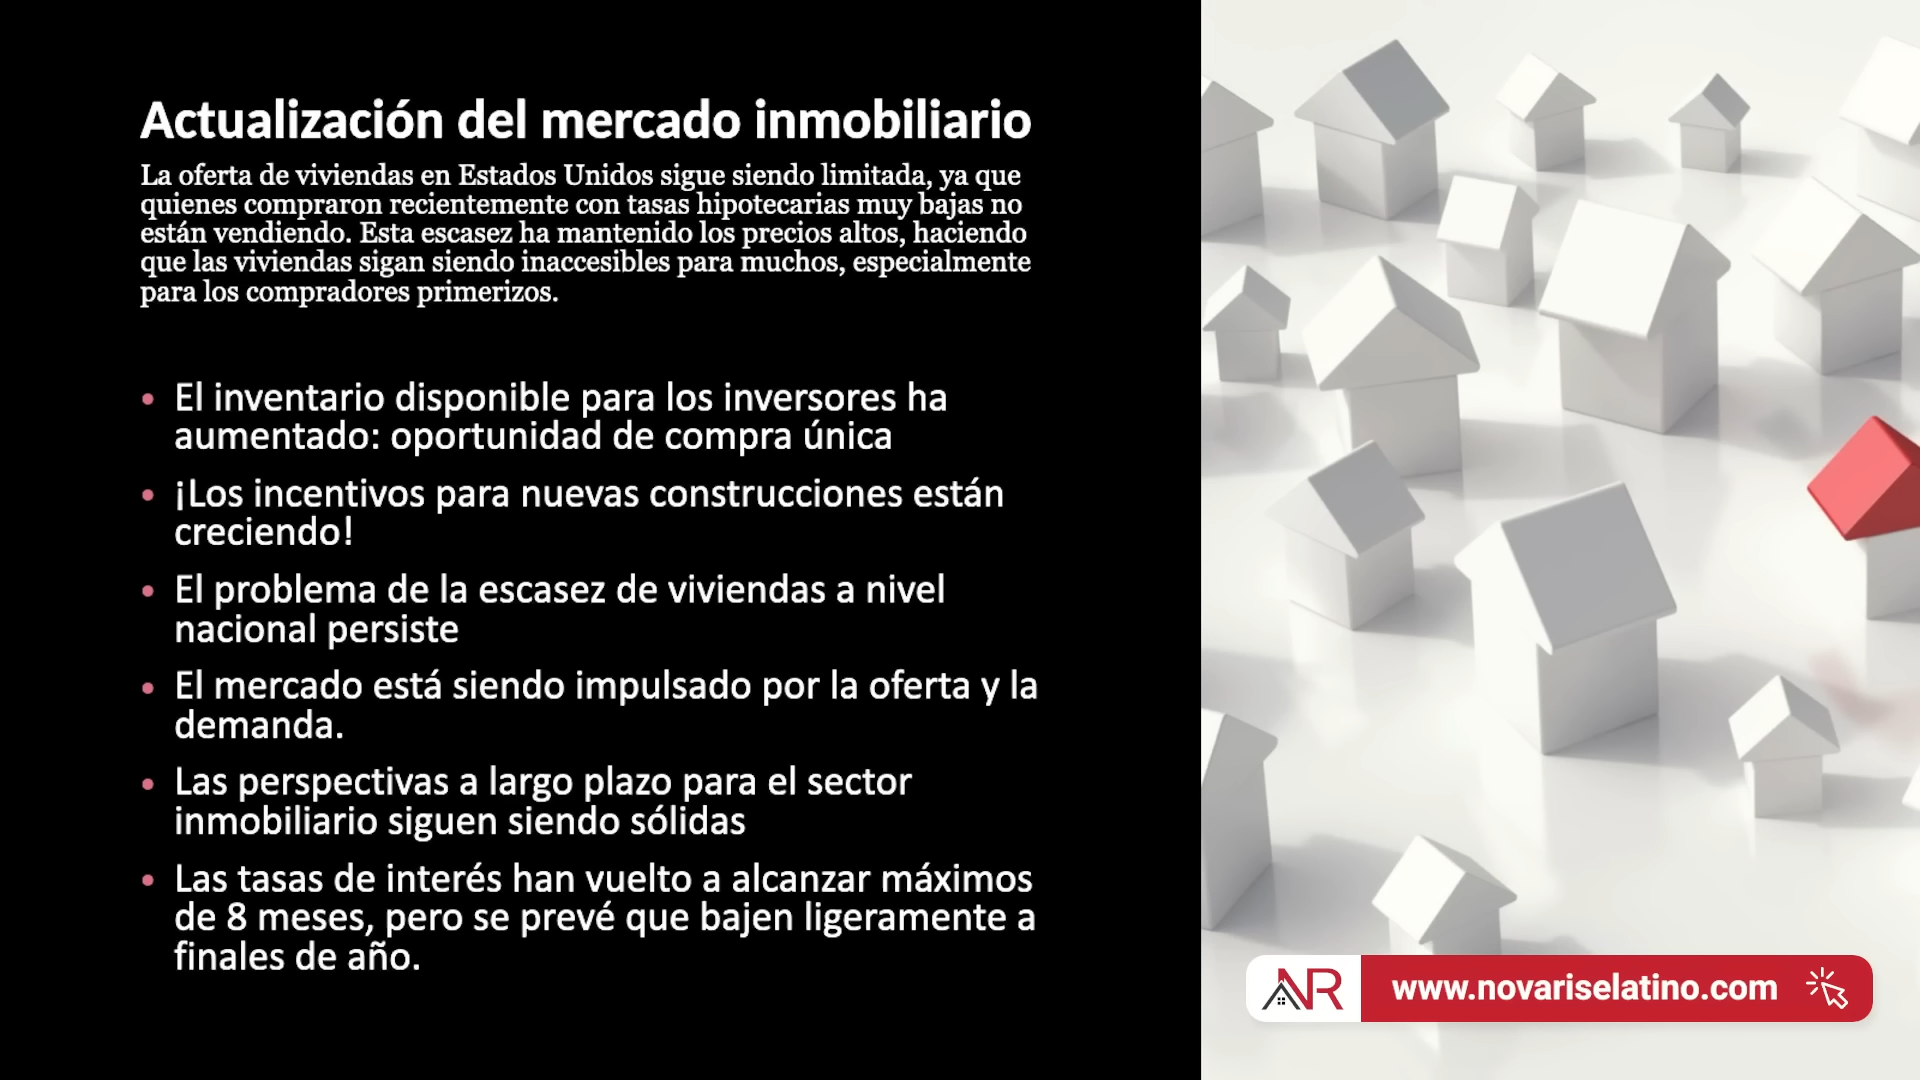 Actualización del mercado inmobiliario
La oferta de viviendas en Estados Unidos sigue siendo limitada, ya que
quienes compraron recientemente con tasas hipotecarias muy bajas no
están vendiendo. Esta escasez ha mantenido los precios altos, haciendo
que las viviendas sigan siendo inaccesibles para muchos, especialmente
para los compradores primerizos.
• El inventario disponible para los inversores ha
aumentado: oportunidad de compra única
• ¡Los incentivos para nuevas construcciones están
creciendo!
• El problema de la escasez de viviendas a nivel
nacional persiste
• El mercado está siendo impulsado por la oferta y la
demanda.
• Las perspectivas a largo plazo para el sector
inmobiliario siguen siendo sólidas
• Las tasas de interés han vuelto a alcanzar máximos
de 8 meses, pero se prevé que bajen ligeramente a
finales de año.
NR www.novariselatino.com